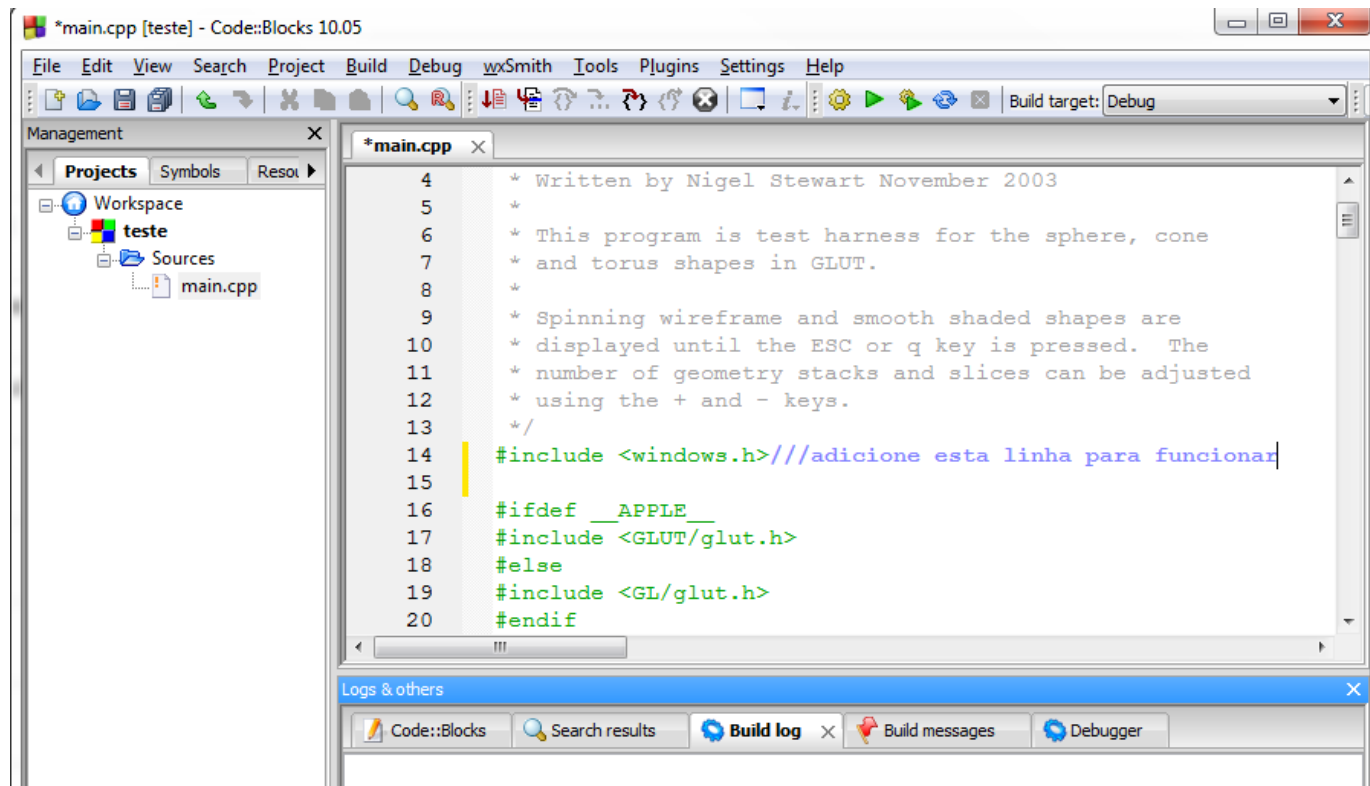 *main.cpp [teste] - Code::Blocks 10.05
File Edit View Search Project Build Debug wxSmith Tools Plugins Settings Help
Build target: Debug
Management
Projects Symbols Resou
Workspace
teste
Sources
main.cpp
*main.cpp
4 * Written by Nigel Stewart November 2003
5 *
6 * This program is test harness for the sphere, cone
7 * and torus shapes in GLUT.
8 *
9 * Spinning wireframe and smooth shaded shapes are
10 * displayed until the ESC or q key is pressed.  The
11 * number of geometry stacks and slices can be adjusted
12 * using the + and - keys.
13 */
14 #include <windows.h>///adicione esta linha para funcionar
15
16 #ifdef __APPLE__
17 #include <GLUT/glut.h>
18 #else
19 #include <GL/glut.h>
20 #endif
Logs & others
Code::Blocks Search results Build log Build messages Debugger